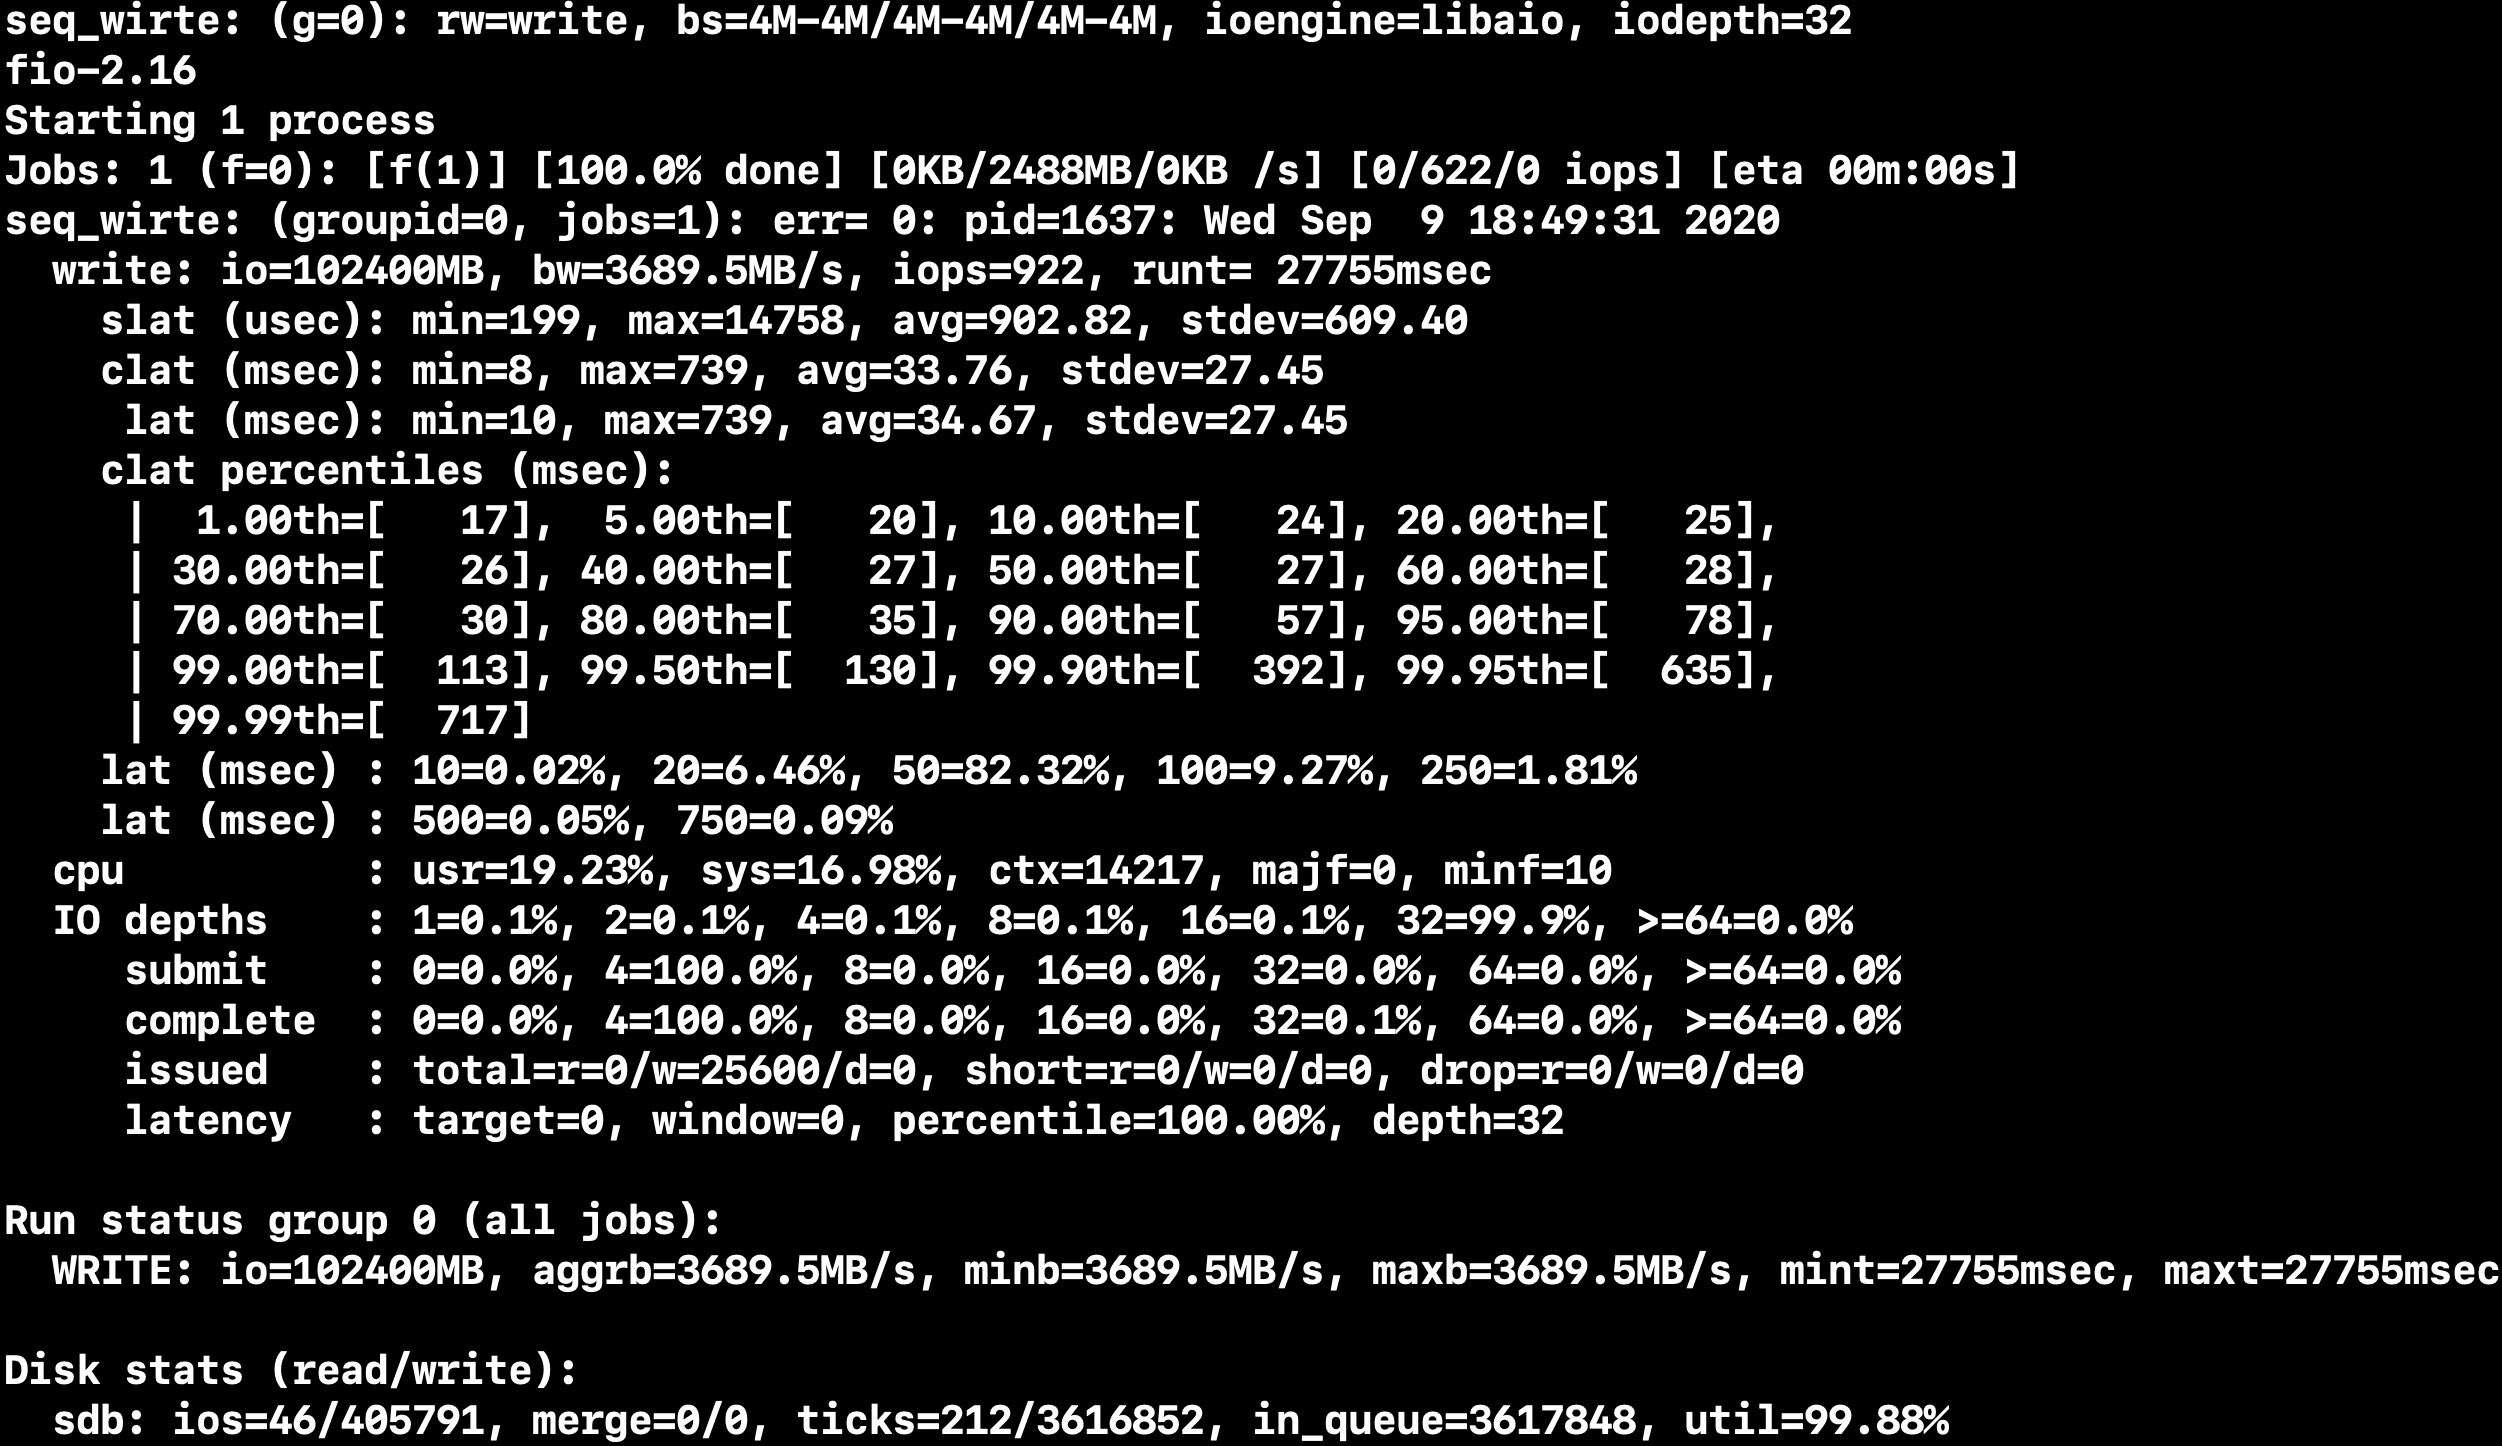 seq_wirte: (g=0): rw=write, bs=4M-4M/4M-4M/4M-4M, ioengine=libaio, iodepth=32
fio-2.16
Starting 1 process
Jobs: 1 (f=0): [f(1)] [100.0% done] [0KB/2488MB/0KB /s] [0/622/0 iops] [eta 00m:00s]
seq_wirte: (groupid=0, jobs=1): err= 0: pid=1637: Wed Sep  9 18:49:31 2020
  write: io=102400MB, bw=3689.5MB/s, iops=922, runt= 27755msec
    slat (usec): min=199, max=14758, avg=902.82, stdev=609.40
    clat (msec): min=8, max=739, avg=33.76, stdev=27.45
     lat (msec): min=10, max=739, avg=34.67, stdev=27.45
    clat percentiles (msec):
     |  1.00th=[   17],  5.00th=[   20], 10.00th=[   24], 20.00th=[   25],
     | 30.00th=[   26], 40.00th=[   27], 50.00th=[   27], 60.00th=[   28],
     | 70.00th=[   30], 80.00th=[   35], 90.00th=[   57], 95.00th=[   78],
     | 99.00th=[  113], 99.50th=[  130], 99.90th=[  392], 99.95th=[  635],
     | 99.99th=[  717]
    lat (msec) : 10=0.02%, 20=6.46%, 50=82.32%, 100=9.27%, 250=1.81%
    lat (msec) : 500=0.05%, 750=0.09%
  cpu          : usr=19.23%, sys=16.98%, ctx=14217, majf=0, minf=10
  IO depths    : 1=0.1%, 2=0.1%, 4=0.1%, 8=0.1%, 16=0.1%, 32=99.9%, >=64=0.0%
     submit    : 0=0.0%, 4=100.0%, 8=0.0%, 16=0.0%, 32=0.0%, 64=0.0%, >=64=0.0%
     complete  : 0=0.0%, 4=100.0%, 8=0.0%, 16=0.0%, 32=0.1%, 64=0.0%, >=64=0.0%
     issued    : total=r=0/w=25600/d=0, short=r=0/w=0/d=0, drop=r=0/w=0/d=0
     latency   : target=0, window=0, percentile=100.00%, depth=32

Run status group 0 (all jobs):
  WRITE: io=102400MB, aggrb=3689.5MB/s, minb=3689.5MB/s, maxb=3689.5MB/s, mint=27755msec, maxt=27755msec

Disk stats (read/write):
  sdb: ios=46/405791, merge=0/0, ticks=212/3616852, in_queue=3617848, util=99.88%